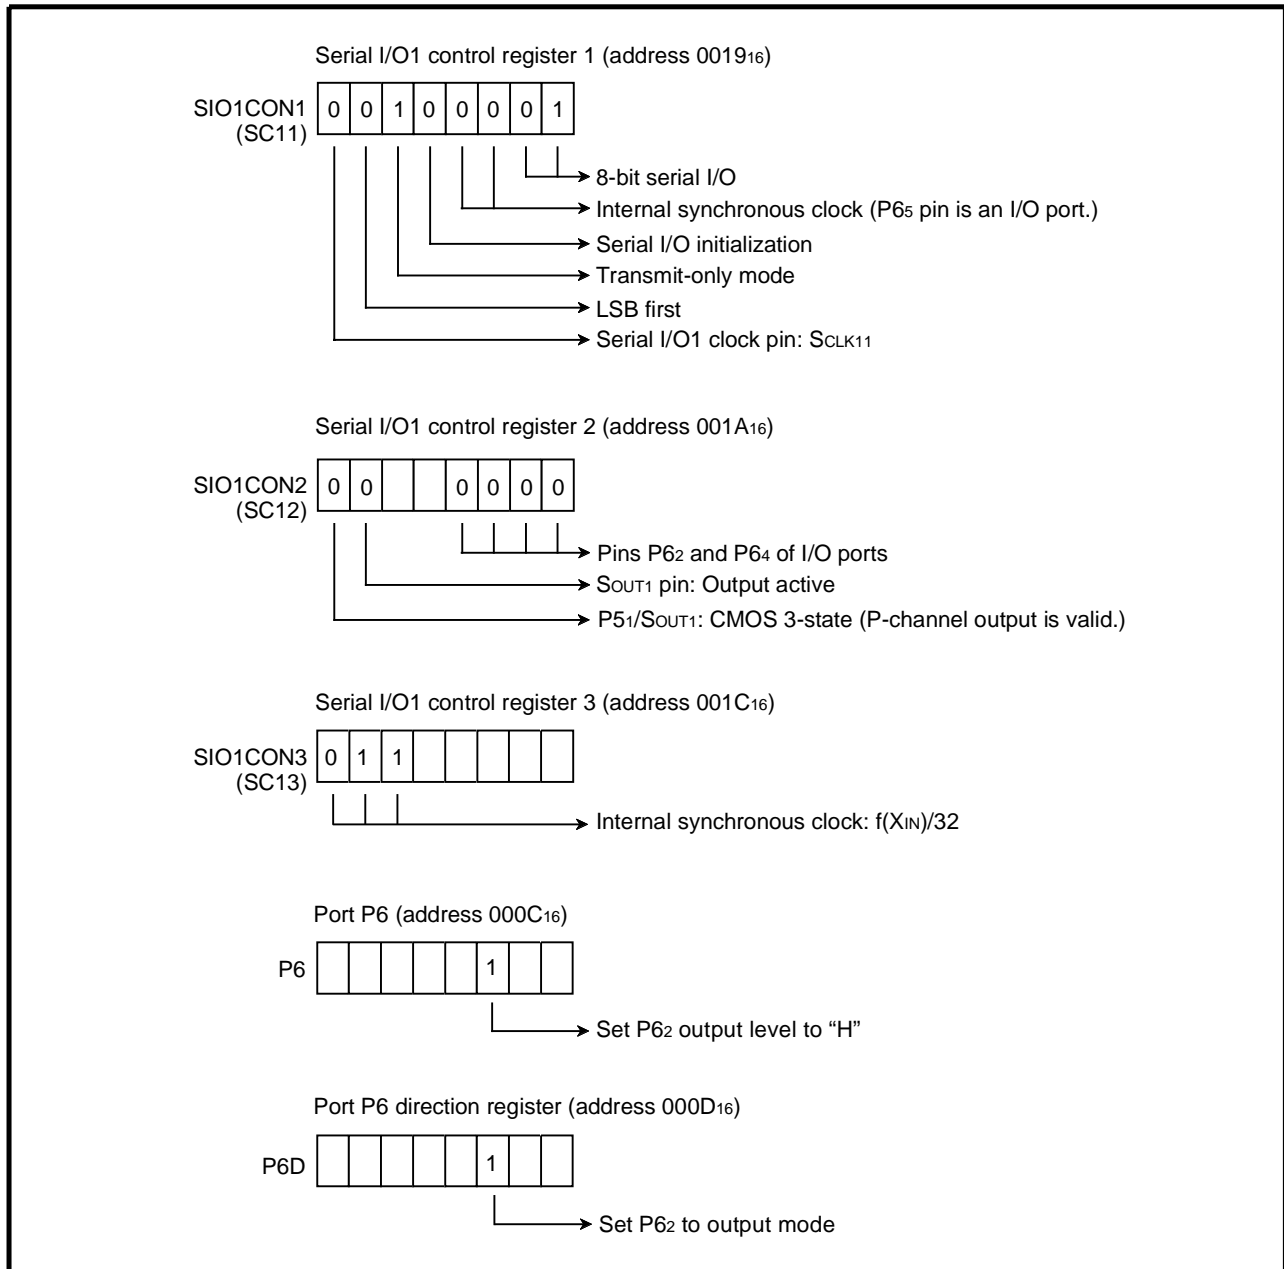 Serial I/O1 control register 1 (address 0019₁₆)
SIO1CON1 0 0 1 0 0 0 0 1
(SC11)
8-bit serial I/O
Internal synchronous clock (P6₅ pin is an I/O port.)
Serial I/O initialization
Transmit-only mode
LSB first
Serial I/O1 clock pin: SCLK11
Serial I/O1 control register 2 (address 001A₁₆)
SIO1CON2 0 0 0 0 0 0
(SC12)
Pins P6₂ and P6₄ of I/O ports
SOUT1 pin: Output active
P5₁/SOUT1: CMOS 3-state (P-channel output is valid.)
Serial I/O1 control register 3 (address 001C₁₆)
SIO1CON3 0 1 1
(SC13)
Internal synchronous clock: f(XIN)/32
Port P6 (address 000C₁₆)
P6 1
Set P6₂ output level to “H”
Port P6 direction register (address 000D₁₆)
P6D 1
Set P6₂ to output mode